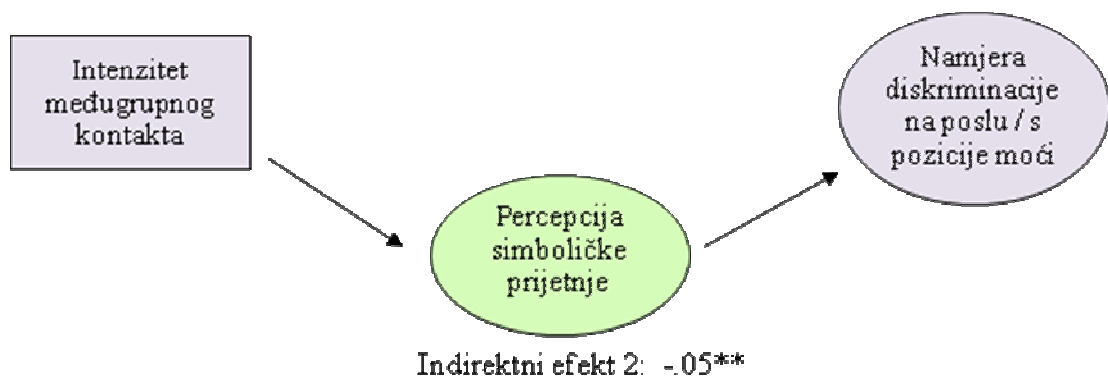 Intenzitet
međugrupnog
kontakta
Namjera
diskriminacije
na poslu / s
pozicije moći
Percepcija
simboličke
prijetnje
Indirektni efekt 2: -.05**